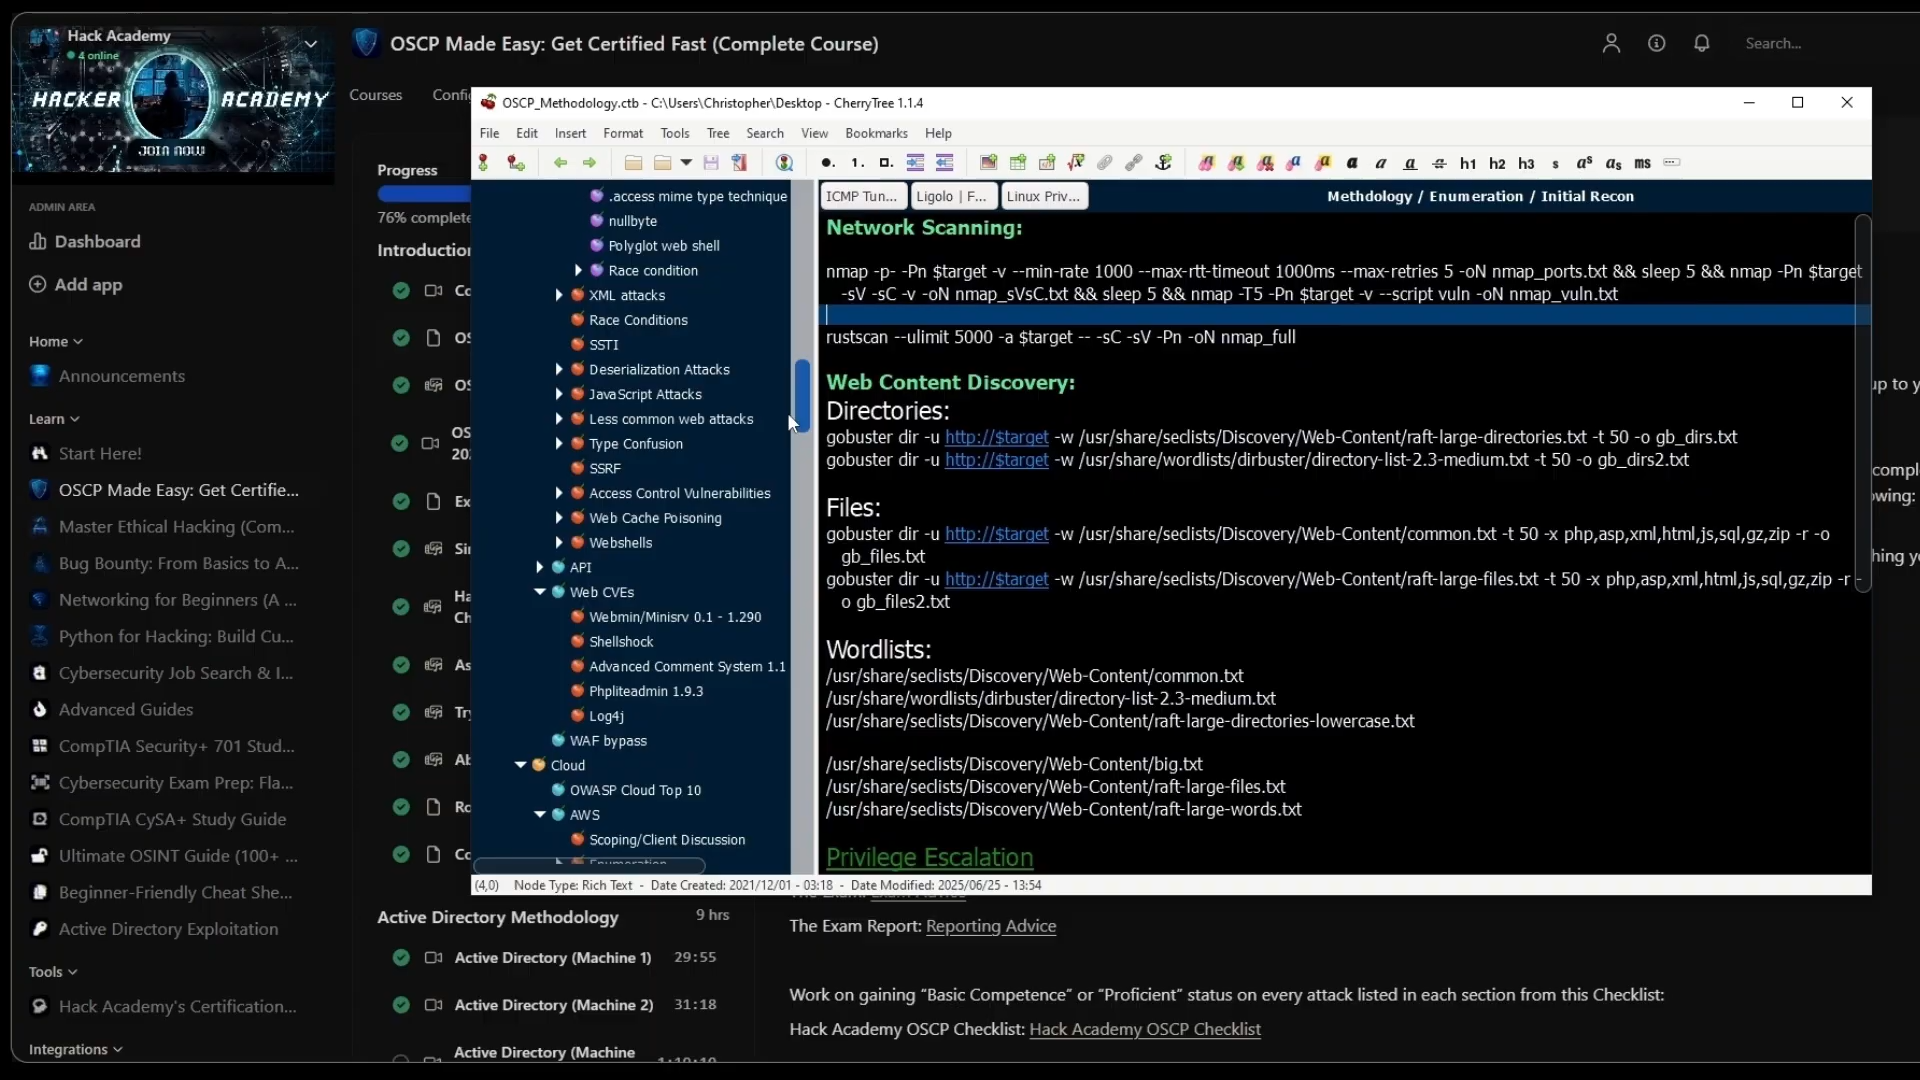 Hack Academy
4 online
HACKER ACADEMY
JOIN NOW
OSCP Made Easy: Get Certified Fast (Complete Course)
Search...
Courses
ADMIN AREA
Dashboard
Add app
Home
Announcements
Learn
Start Here!
OSCP Made Easy: Get Certifie...
Master Ethical Hacking (Com...
Bug Bounty: From Basics to A...
Networking for Beginners (A ...
Python for Hacking: Build Cu...
Cybersecurity Job Search & I...
Advanced Guides
CompTIA Security+ 701 Stud...
Cybersecurity Exam Prep: Fla...
CompTIA CySA+ Study Guide
Ultimate OSINT Guide (100+ ...
Beginner-Friendly Cheat She...
Active Directory Exploitation
Tools
Hack Academy's Certification...
Integrations
Progress
76% complete
Introduction
OSCP_Methodology.ctb - C:\Users\Christopher\Desktop - CherryTree 1.1.4
File Edit Insert Format Tools Tree Search View Bookmarks Help
h1 h2 h3 s ms
.access mime type technique
nullbyte
Polyglot web shell
Race condition
XML attacks
Race Conditions
SSTI
Deserialization Attacks
JavaScript Attacks
Less common web attacks
Type Confusion
SSRF
Access Control Vulnerabilities
Web Cache Poisoning
Webshells
API
Web CVEs
Webmin/Minisrv 0.1 - 1.290
Shellshock
Advanced Comment System 1.1
Phpliteadmin 1.9.3
Log4j
WAF bypass
Cloud
OWASP Cloud Top 10
AWS
Scoping/Client Discussion
Enumeration
ICMP Tun... Ligolo | F... Linux Priv...
Methdology / Enumeration / Initial Recon
Network Scanning:
nmap -p- -Pn $target -v --min-rate 1000 --max-rtt-timeout 1000ms --max-retries 5 -oN nmap_ports.txt && sleep 5 && nmap -Pn $target
-sV -sC -v -oN nmap_sVsC.txt && sleep 5 && nmap -T5 -Pn $target -v --script vuln -oN nmap_vuln.txt
rustscan --ulimit 5000 -a $target -- -sC -sV -Pn -oN nmap_full
Web Content Discovery:
Directories:
gobuster dir -u http://$target -w /usr/share/seclists/Discovery/Web-Content/raft-large-directories.txt -t 50 -o gb_dirs.txt
gobuster dir -u http://$target -w /usr/share/wordlists/dirbuster/directory-list-2.3-medium.txt -t 50 -o gb_dirs2.txt
Files:
gobuster dir -u http://$target -w /usr/share/seclists/Discovery/Web-Content/common.txt -t 50 -x php,asp,xml,html,js,sql,gz,zip -r -o
gb_files.txt
gobuster dir -u http://$target -w /usr/share/seclists/Discovery/Web-Content/raft-large-files.txt -t 50 -x php,asp,xml,html,js,sql,gz,zip -r -
o gb_files2.txt
Wordlists:
/usr/share/seclists/Discovery/Web-Content/common.txt
/usr/share/wordlists/dirbuster/directory-list-2.3-medium.txt
/usr/share/seclists/Discovery/Web-Content/raft-large-directories-lowercase.txt
/usr/share/seclists/Discovery/Web-Content/big.txt
/usr/share/seclists/Discovery/Web-Content/raft-large-files.txt
/usr/share/seclists/Discovery/Web-Content/raft-large-words.txt
Privilege Escalation
(4,0) Node Type: Rich Text - Date Created: 2021/12/01 - 03:18 - Date Modified: 2025/06/25 - 13:54
Active Directory Methodology 9 hrs
Active Directory (Machine 1) 29:55
Active Directory (Machine 2) 31:18
Active Directory (Machine
The Exam Report: Reporting Advice
Work on gaining “Basic Competence” or “Proficient” status on every attack listed in each section from this Checklist:
Hack Academy OSCP Checklist: Hack Academy OSCP Checklist